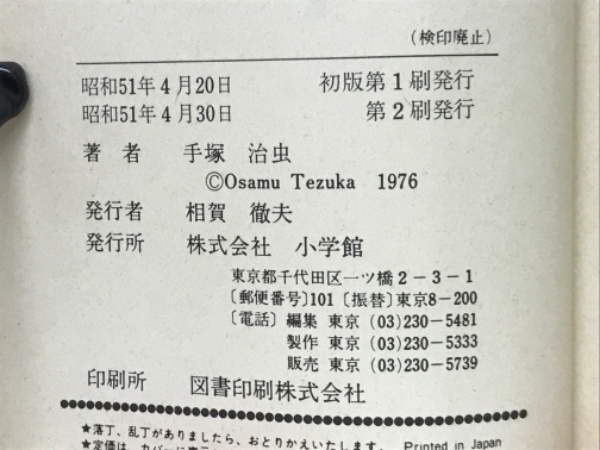 (検印廃止)
昭和51年4月20日 初版第1刷発行
昭和51年4月30日 第2刷発行
著者 手塚 治虫
©Osamu Tezuka 1976
発行者 相賀 徹夫
発行所 株式会社 小学館
東京都千代田区一ツ橋2-3-1
〔郵便番号〕101〔振替〕東京8-200
〔電話〕編集 東京 (03)230-5481
製作 東京 (03)230-5333
販売 東京 (03)230-5739
印刷所 図書印刷株式会社
★落丁、乱丁がありましたら、おとりかえいたします。 Printed in Japan
★定価は、カバーに